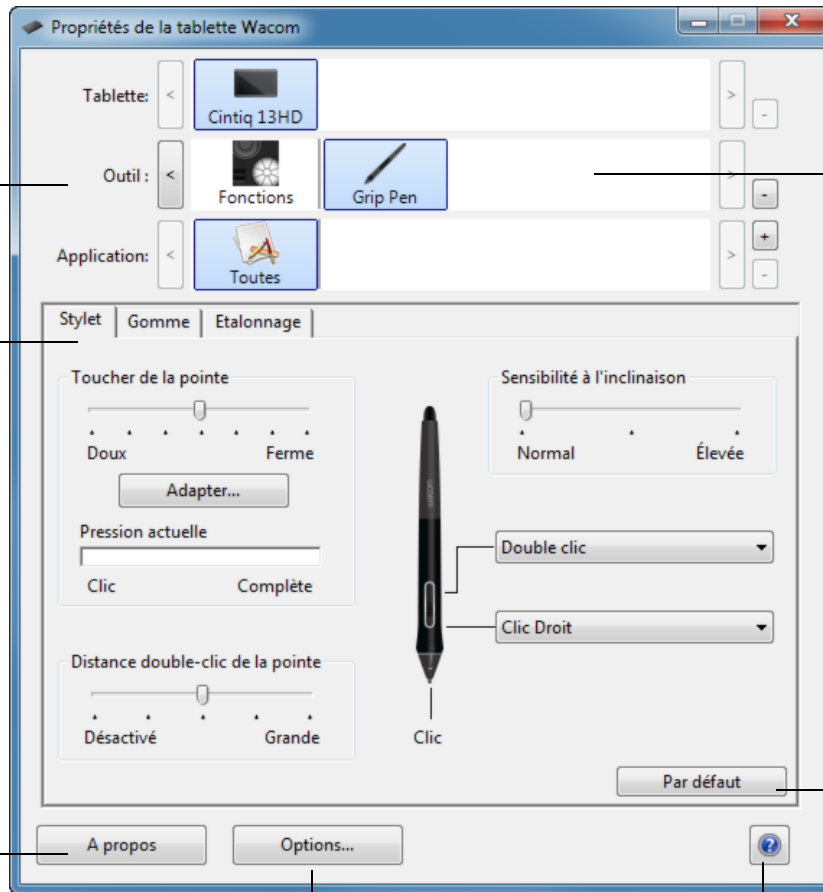 Propriétés de la tablette Wacom
Tablette:
<
Cintiq 13HD
>
-
Outil :
<
Fonctions
Grip Pen
>
-
Application:
<
Toutes
>
+
-
Stylet
Gomme
Etalonnage
Toucher de la pointe
Doux
Ferme
Adapter...
Pression actuelle
Clic
Complète
Distance double-clic de la pointe
Désactivé
Grande
wacom
Clic
Sensibilité à l'inclinaison
Normal
Élevée
Double clic
Clic Droit
Par défaut
A propos
Options...
?